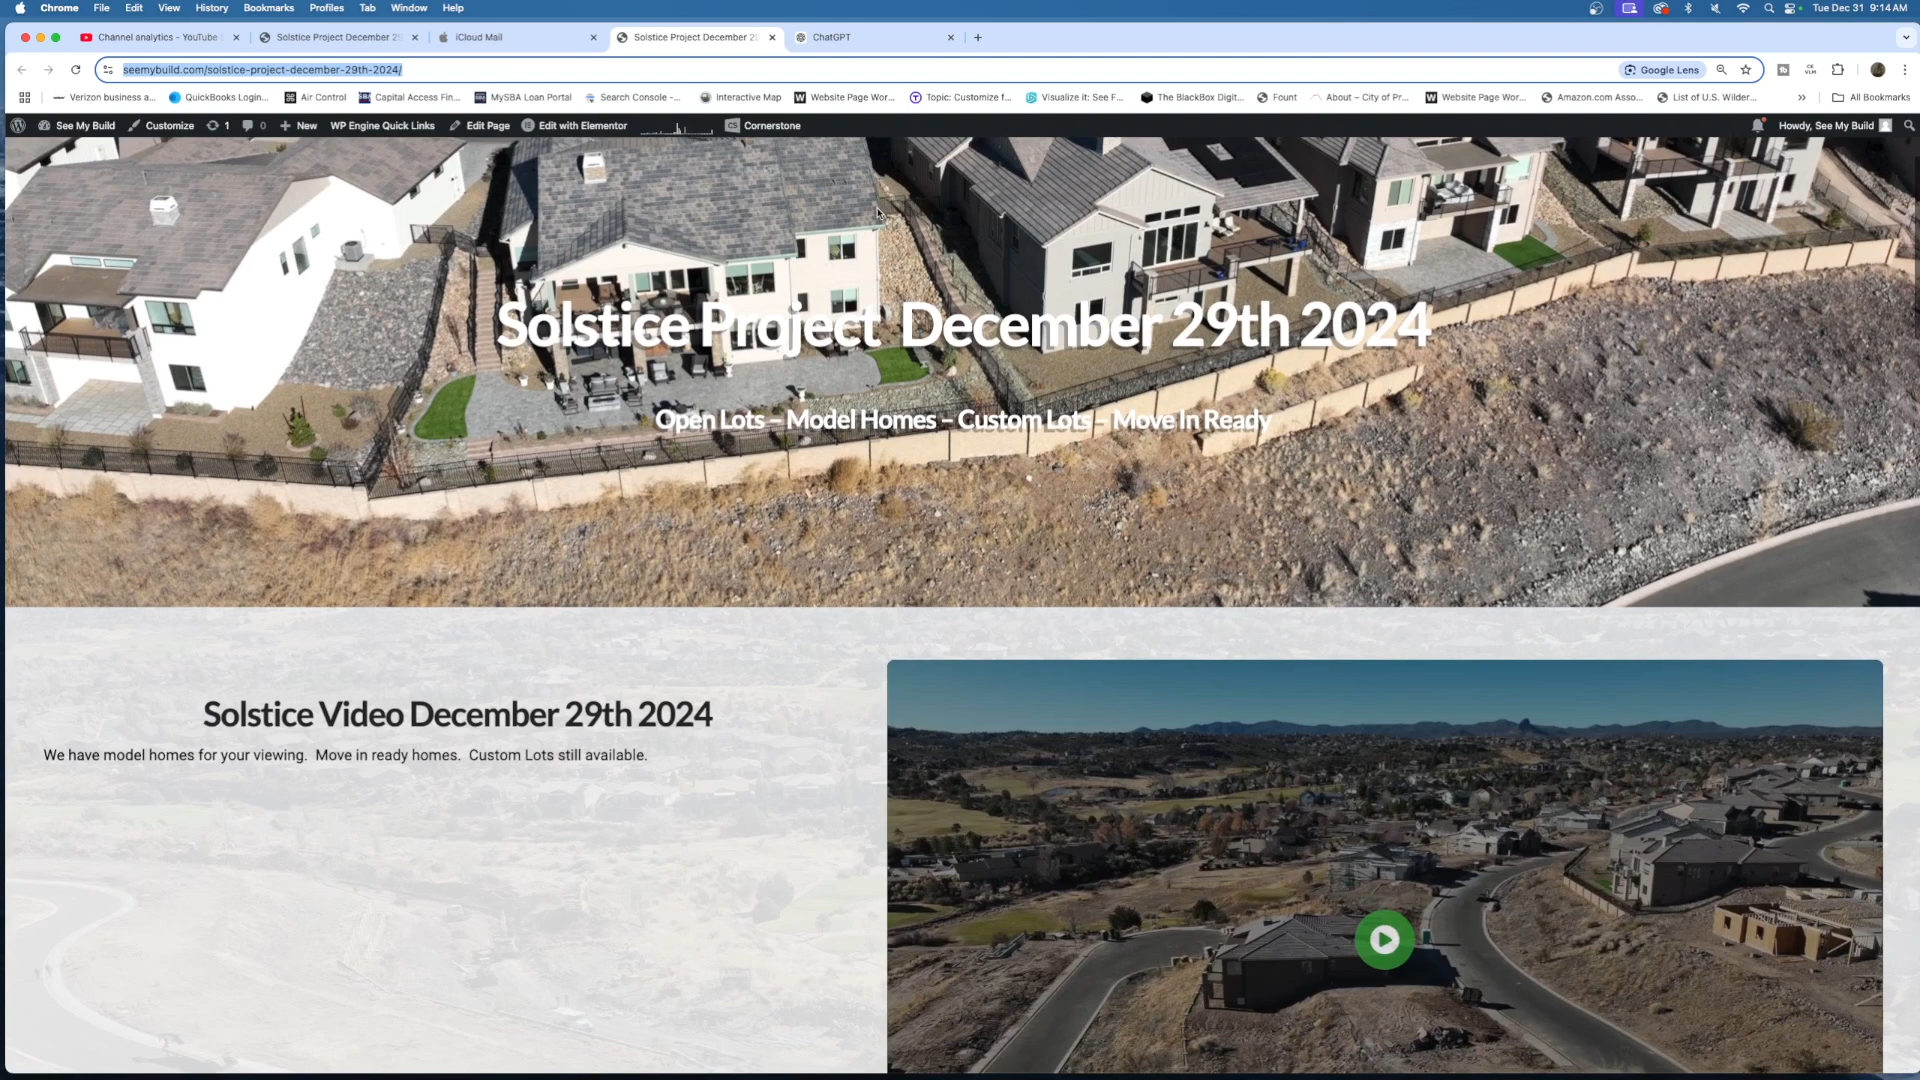 Chrome File Edit View History Bookmarks Profiles Tab Window Help Tue Dec 31 9:14 AM
Channel analytics - YouTube Solstice Project December 29 iCloud Mail Solstice Project December 29 ChatGPT
seemybuild.com/solstice-project-december-29th-2024/ Google Lens
Verizon business a... QuickBooks Login... Air Control Capital Access Fin... MySBA Loan Portal Search Console -... Interactive Map Website Page Wor... Topic: Customize f... Visualize it: See F... The BlackBox Digit... Fount About – City of Pr... Website Page Wor... Amazon.com Asso... List of U.S. Wilder... All Bookmarks
See My Build Customize 1 0 New WP Engine Quick Links Edit Page Edit with Elementor CS Cornerstone Howdy, See My Build
Solstice Project December 29th 2024
Open Lots – Model Homes – Custom Lots – Move In Ready
Solstice Video December 29th 2024
We have model homes for your viewing. Move in ready homes. Custom Lots still available.